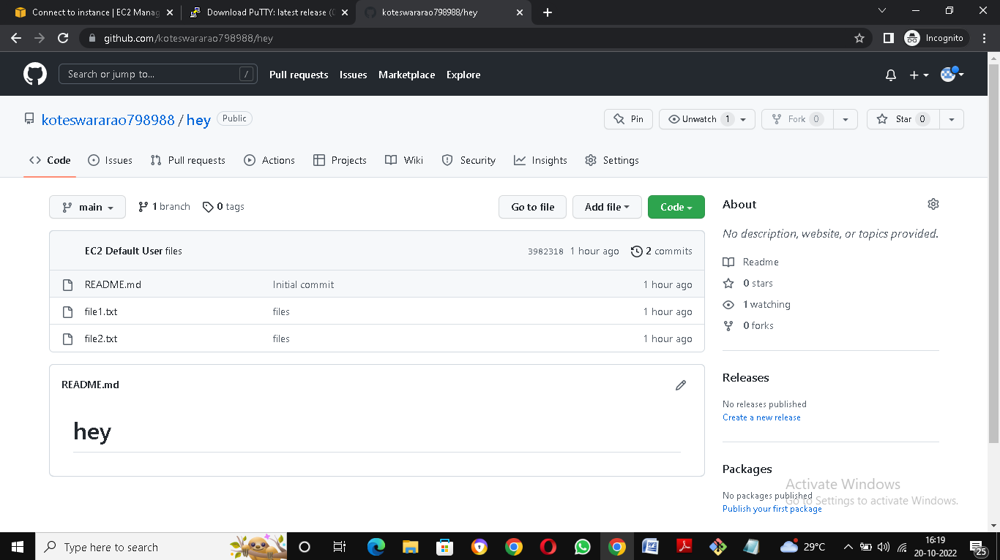 Connect to instance | EC2 Manag
Download PuTTY: latest release (
koteswararao798988/hey
github.com/koteswararao798988/hey
Incognito
Search or jump to...
/
Pull requests
Issues
Marketplace
Explore
koteswararao798988 / hey
Public
Pin
Unwatch 1
Fork 0
Star 0
Code
Issues
Pull requests
Actions
Projects
Wiki
Security
Insights
Settings
main
1 branch
0 tags
Go to file
Add file
Code
EC2 Default User files
3982318 1 hour ago
2 commits
README.md
Initial commit
1 hour ago
file1.txt
files
1 hour ago
file2.txt
files
1 hour ago
README.md
hey
About
No description, website, or topics provided.
Readme
0 stars
1 watching
0 forks
Releases
No releases published
Create a new release
Packages
No packages published
Publish your first package
Activate Windows
Go to Settings to activate Windows.
Type here to search
29°C
16:19
20-10-2022
25